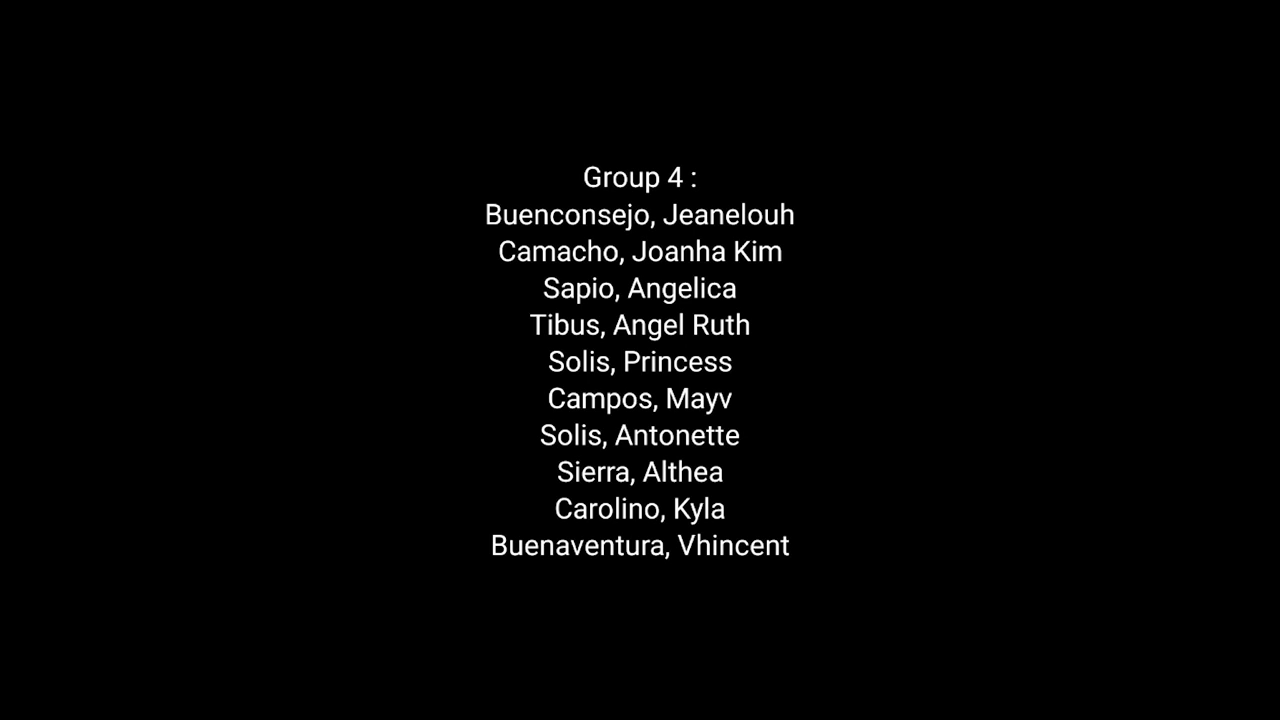 Group 4 :
Buenconsejo, Jeanelouh
Camacho, Joanha Kim
Sapio, Angelica
Tibus, Angel Ruth
Solis, Princess
Campos, Mayv
Solis, Antonette
Sierra, Althea
Carolino, Kyla
Buenaventura, Vhincent